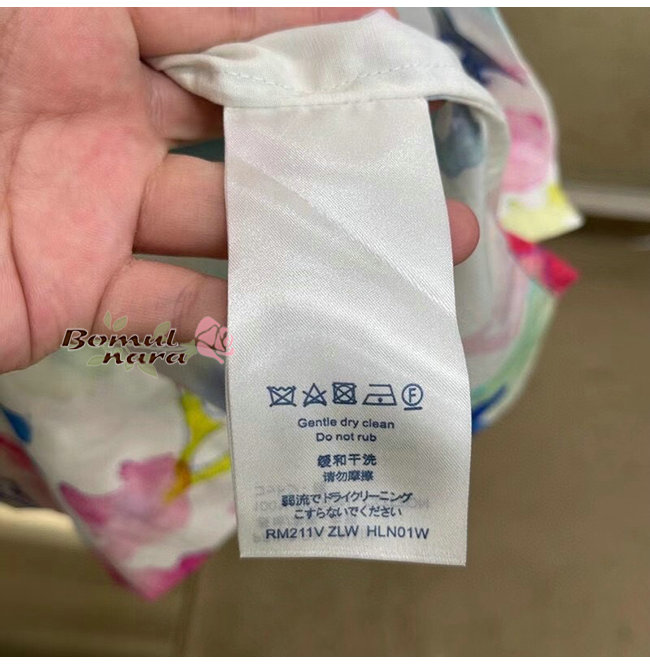 Bomul
nara
Gentle dry clean
Do not rub
缓和干洗
请勿摩擦
弱流でドライクリーニング
こすらないでください
RM211V ZLW HLN01W